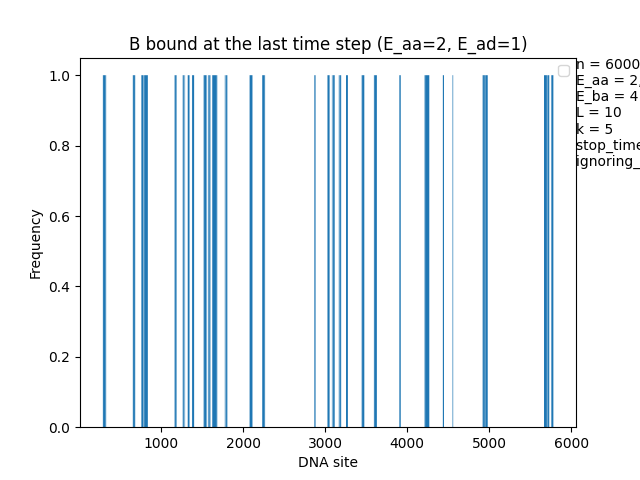 B bound at the last time step (E_aa=2, E_ad=1)
n = 6000
E_aa = 2,
E_ba = 4
L = 10
k = 5
stop_time
ignoring_
1.0
0.8
0.6
0.4
0.2
0.0
Frequency
1000
2000
3000
4000
5000
6000
DNA site